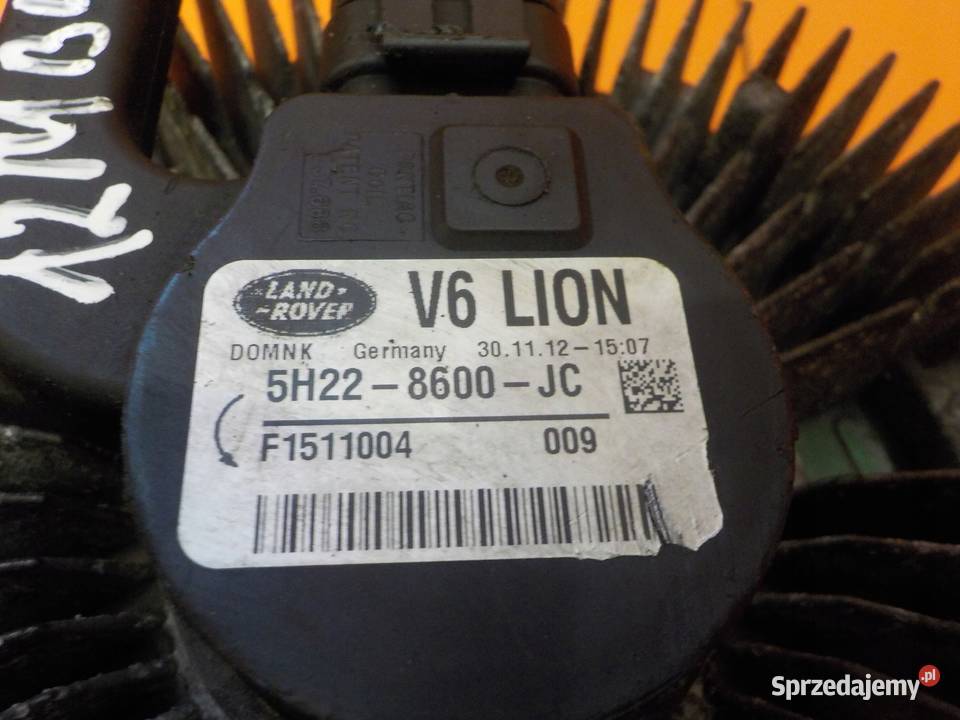 LAND-
-ROVER
V6 LION
DOMNK Germany 30.11.12-15:07
5H22-8600-JC
F1511004 009
Sprzedajemy.pl